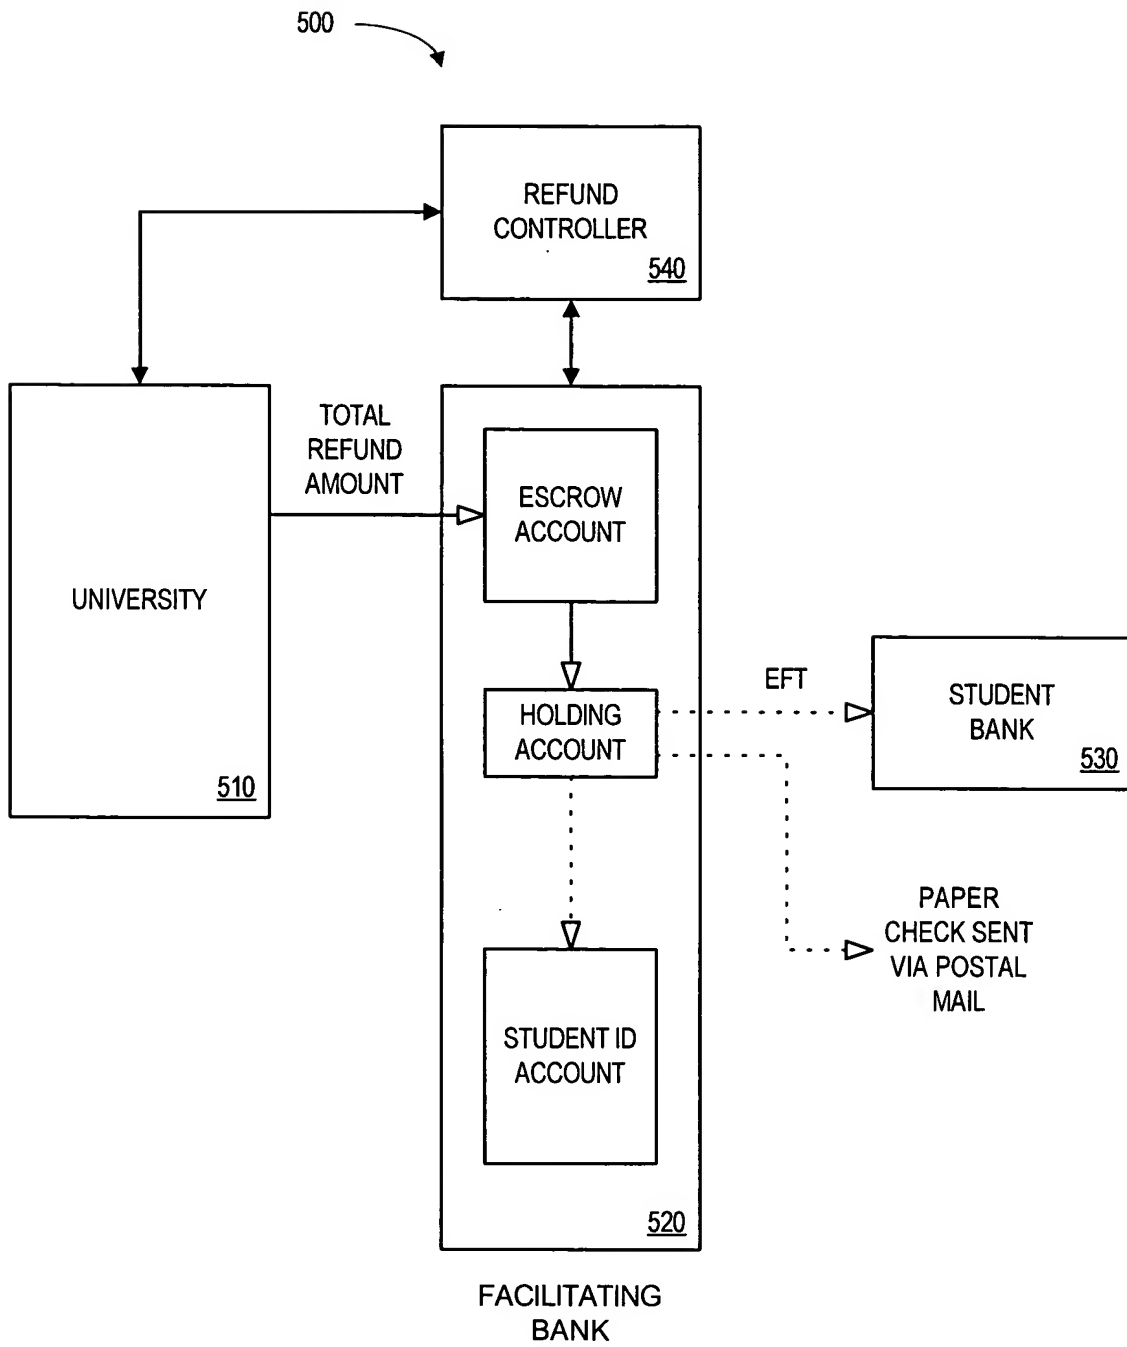 500
REFUND
CONTROLLER
540
TOTAL
REFUND
AMOUNT
ESCROW
ACCOUNT
UNIVERSITY
510
EFT
HOLDING
ACCOUNT
STUDENT
BANK
530
PAPER
CHECK SENT
VIA POSTAL
MAIL
STUDENT ID
ACCOUNT
520
FACILITATING
BANK